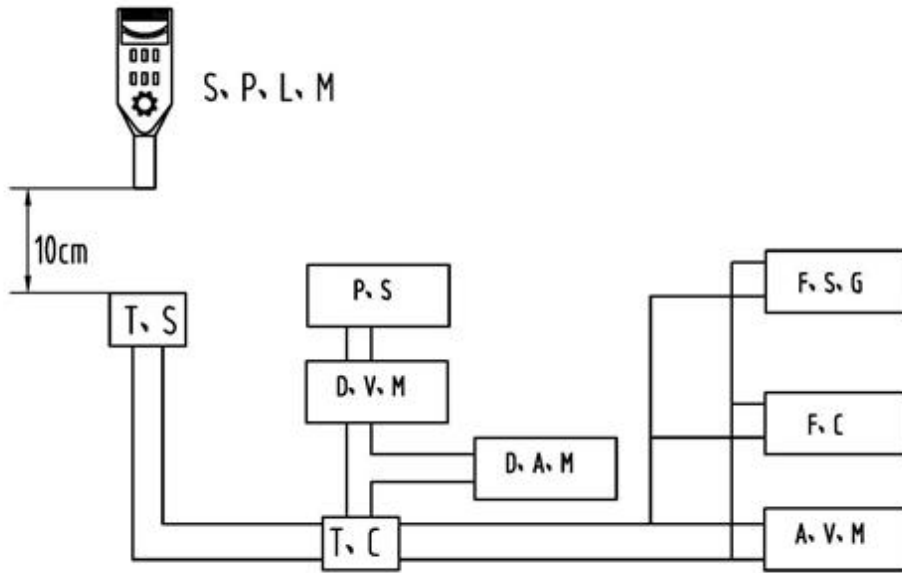 S、P、L、M
10cm
T、S
P、S
D、V、M
D、A、M
T、C
F、S、G
F、C
A、V、M